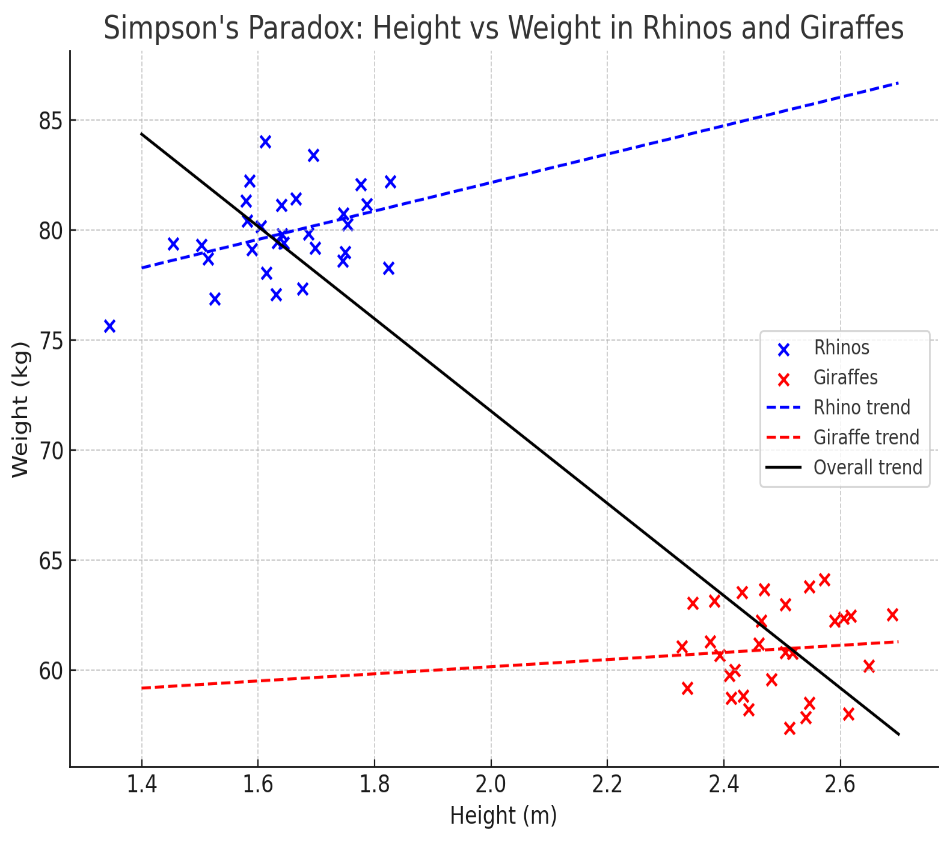 Simpson's Paradox: Height vs Weight in Rhinos and Giraffes
Weight (kg)
85
80
75
70
65
60
Rhinos
Giraffes
Rhino trend
Giraffe trend
Overall trend
1.4 1.6 1.8 2.0 2.2 2.4 2.6
Height (m)